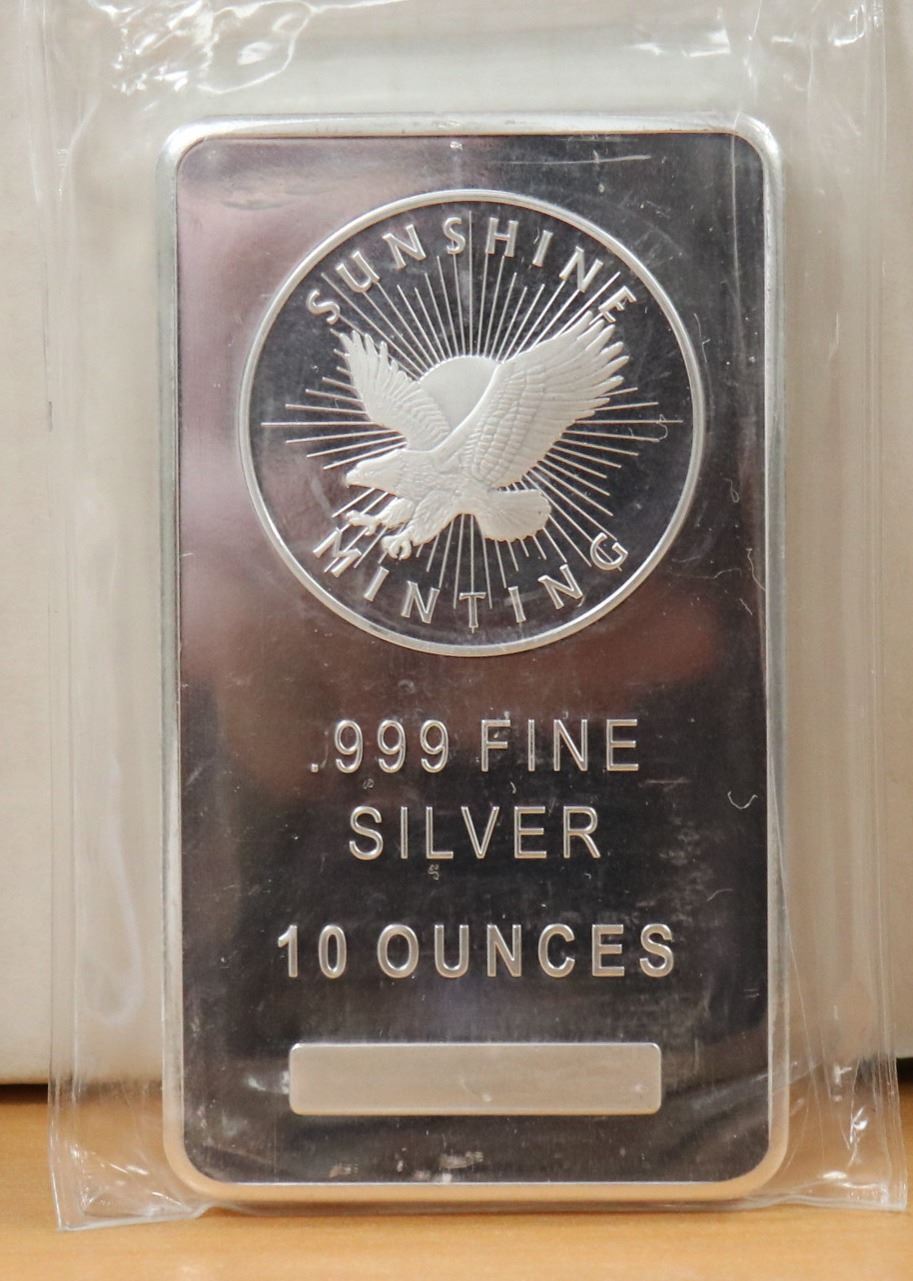 SUNSHINE
MINTING
.999 FINE
SILVER
10 OUNCES